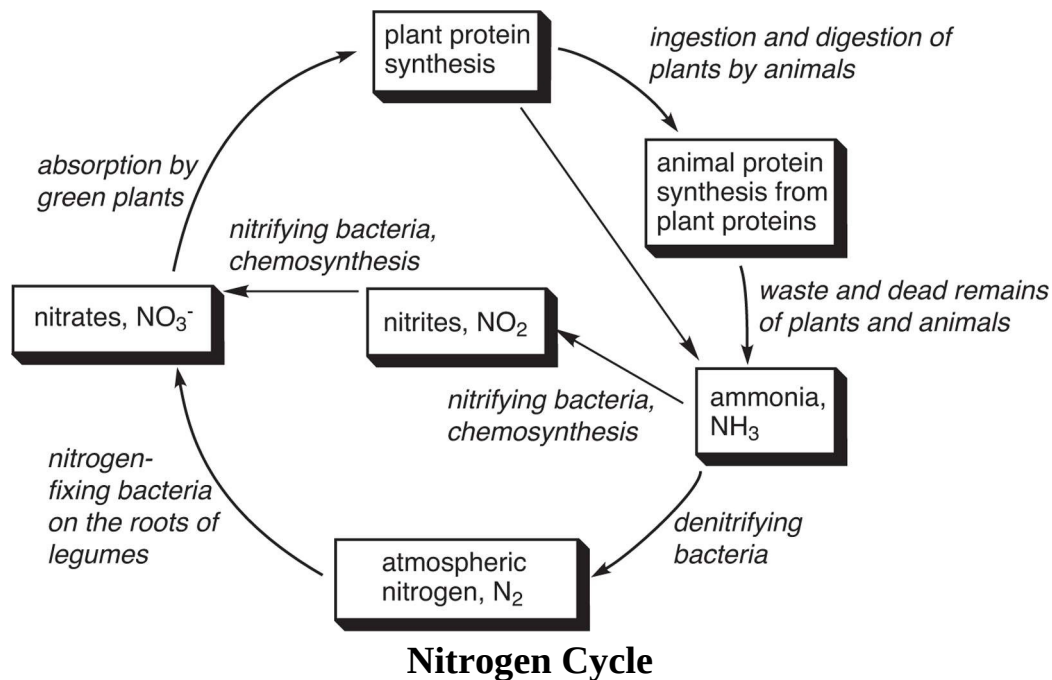 plant protein
synthesis
ingestion and digestion of
plants by animals
animal protein
synthesis from
plant proteins
absorption by
green plants
nitrifying bacteria,
chemosynthesis
nitrates, NO₃⁻
nitrites, NO₂
waste and dead remains
of plants and animals
ammonia,
NH₃
nitrifying bacteria,
chemosynthesis
nitrogen-
fixing bacteria
on the roots of
legumes
denitrifying
bacteria
atmospheric
nitrogen, N₂
Nitrogen Cycle